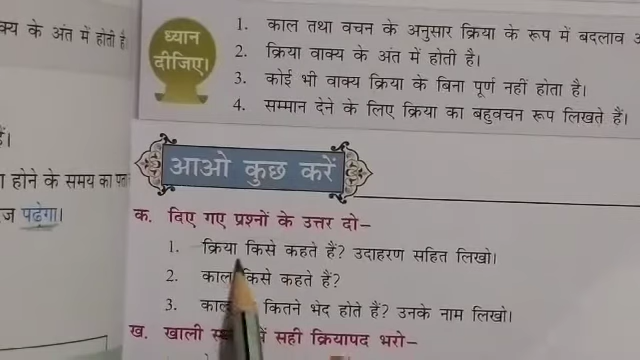 क्य के अंत में होती है
हैं।
होने के समय का पता
ज पढ़ेगा।
ध्यान
दीजिए।
1. काल तथा वचन के अनुसार क्रिया के रूप में बदलाव
2. क्रिया वाक्य के अंत में होती है।
3. कोई भी वाक्य क्रिया के बिना पूर्ण नहीं होता है।
4. सम्मान देने के लिए क्रिया का बहुवचन रूप लिखते हैं।
आओ कुछ करें
क. दिए गए प्रश्नों के उत्तर दो–
1. क्रिया किसे कहते हैं? उदाहरण सहित लिखो।
2. काल किसे कहते हैं?
3. काल कितने भेद होते हैं? उनके नाम लिखो।
ख. खाली में सही क्रियापद भरो–